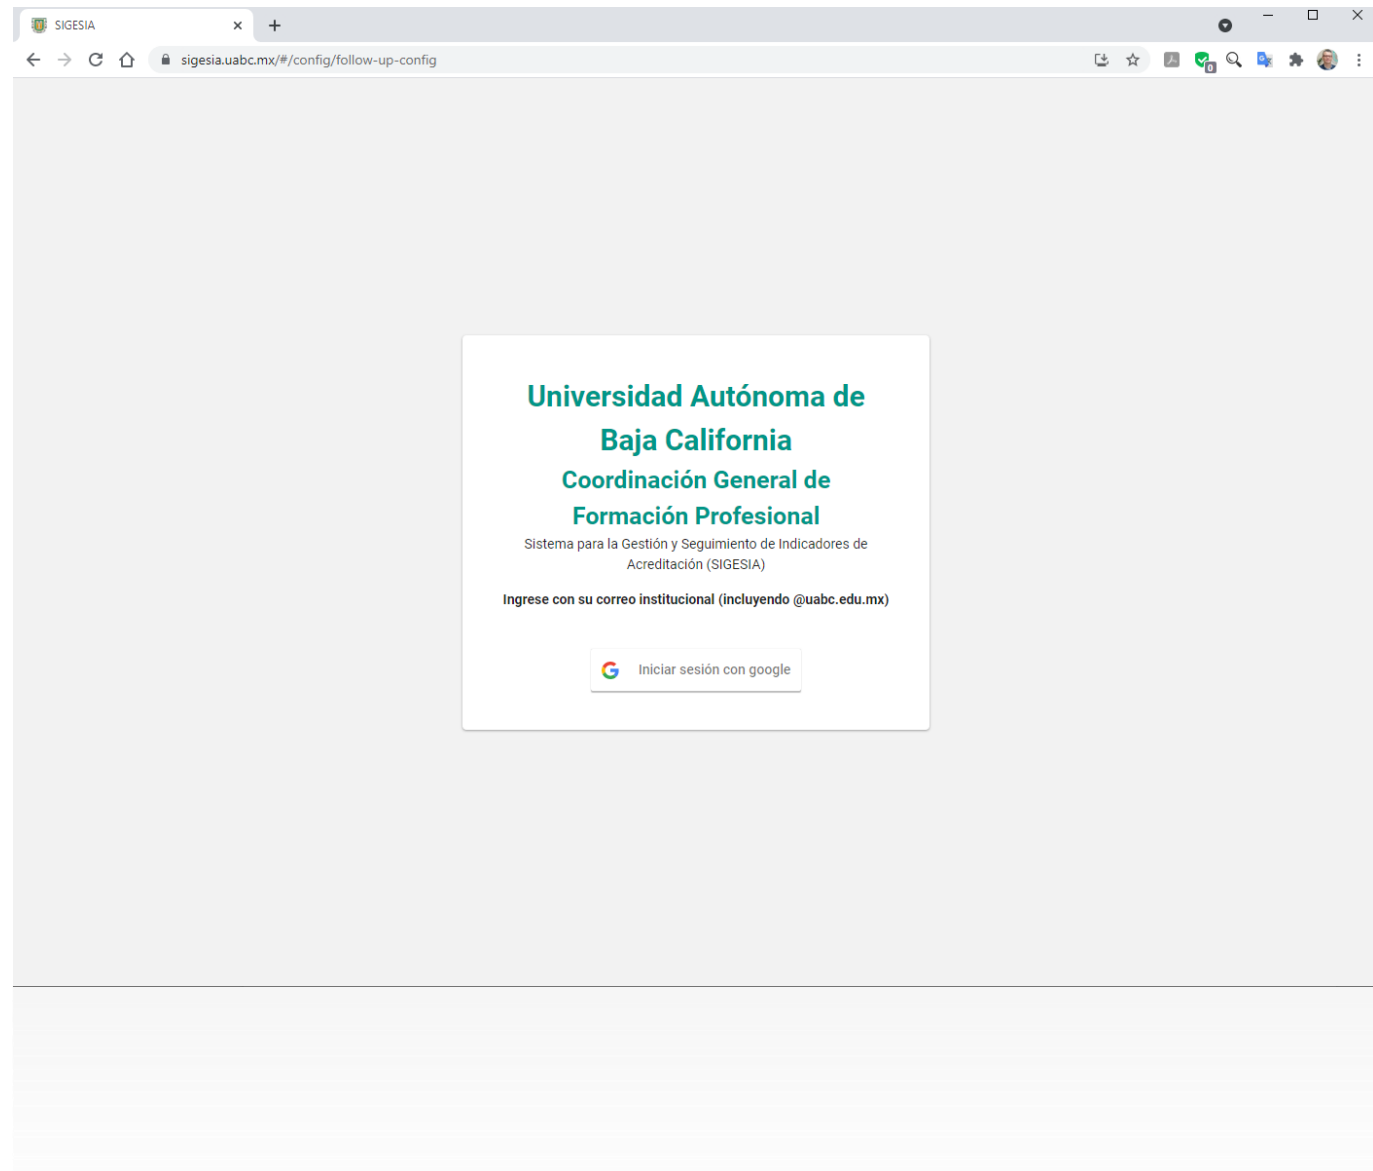 SIGESIA
sigesia.uabc.mx/#/config/follow-up-config
0
Universidad Autónoma de
Baja California
Coordinación General de
Formación Profesional
Sistema para la Gestión y Seguimiento de Indicadores de
Acreditación (SIGESIA)
Ingrese con su correo institucional (incluyendo @uabc.edu.mx)
Iniciar sesión con google